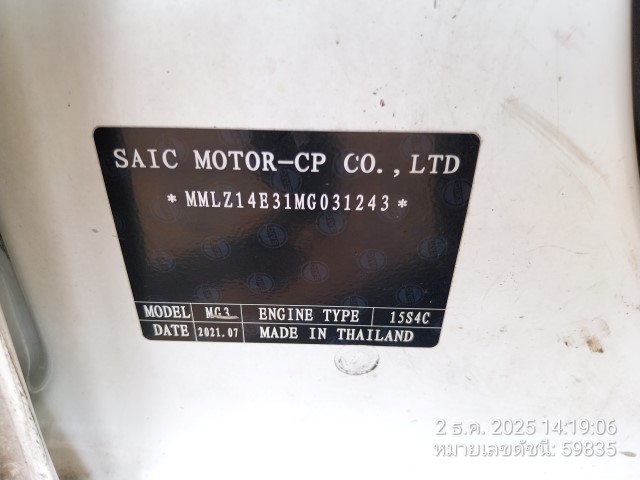 SAIC MOTOR-CP CO.,LTD
*MMLZ14E31MG031243*
MODEL MG3 ENGINE TYPE 15S4C
DATE 2021.07 MADE IN THAILAND
2 ธ.ค. 2025 14:19:06
หมายเลขดัชนี: 59835